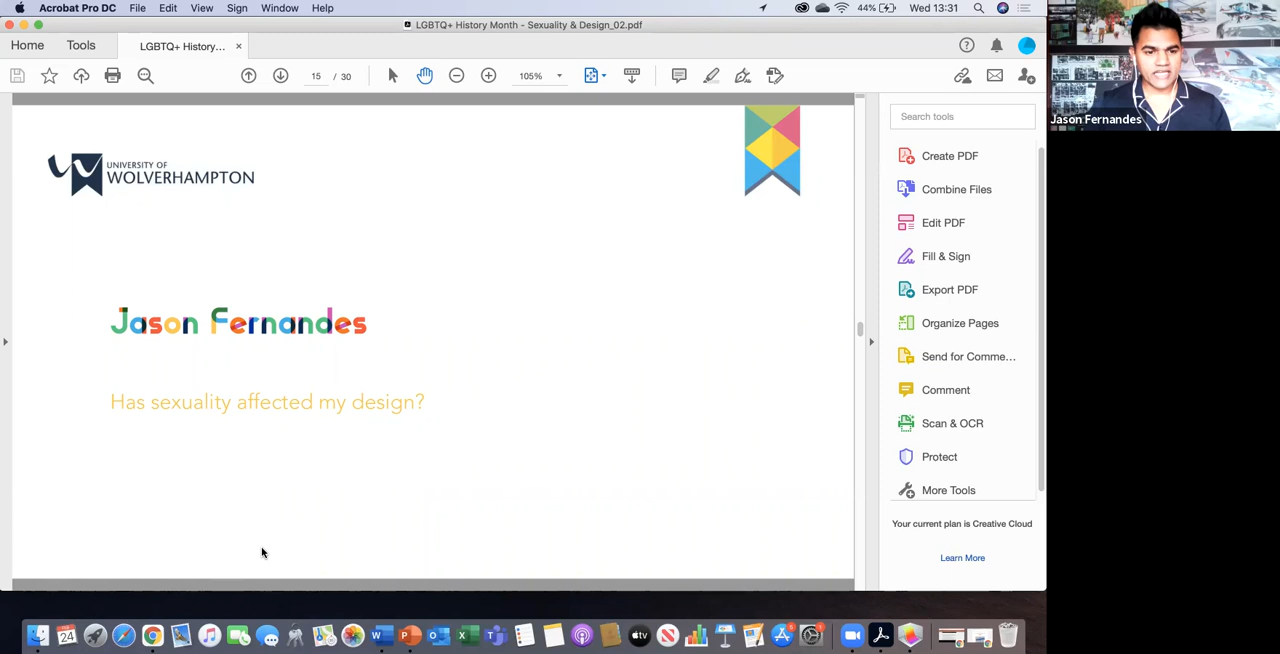 Acrobat Pro DC File Edit View Sign Window Help 44% Wed 13:31
LGBTQ+ History Month - Sexuality & Design_02.pdf
Home Tools LGBTQ+ History... ×
15 / 30 105%
Search tools
Create PDF
Combine Files
Edit PDF
Fill & Sign
Export PDF
Organize Pages
Send for Comme...
Comment
Scan & OCR
Protect
More Tools
Your current plan is Creative Cloud
Learn More
UNIVERSITY OF
WOLVERHAMPTON
Jason Fernandes
Has sexuality affected my design?
Jason Fernandes
24
tv